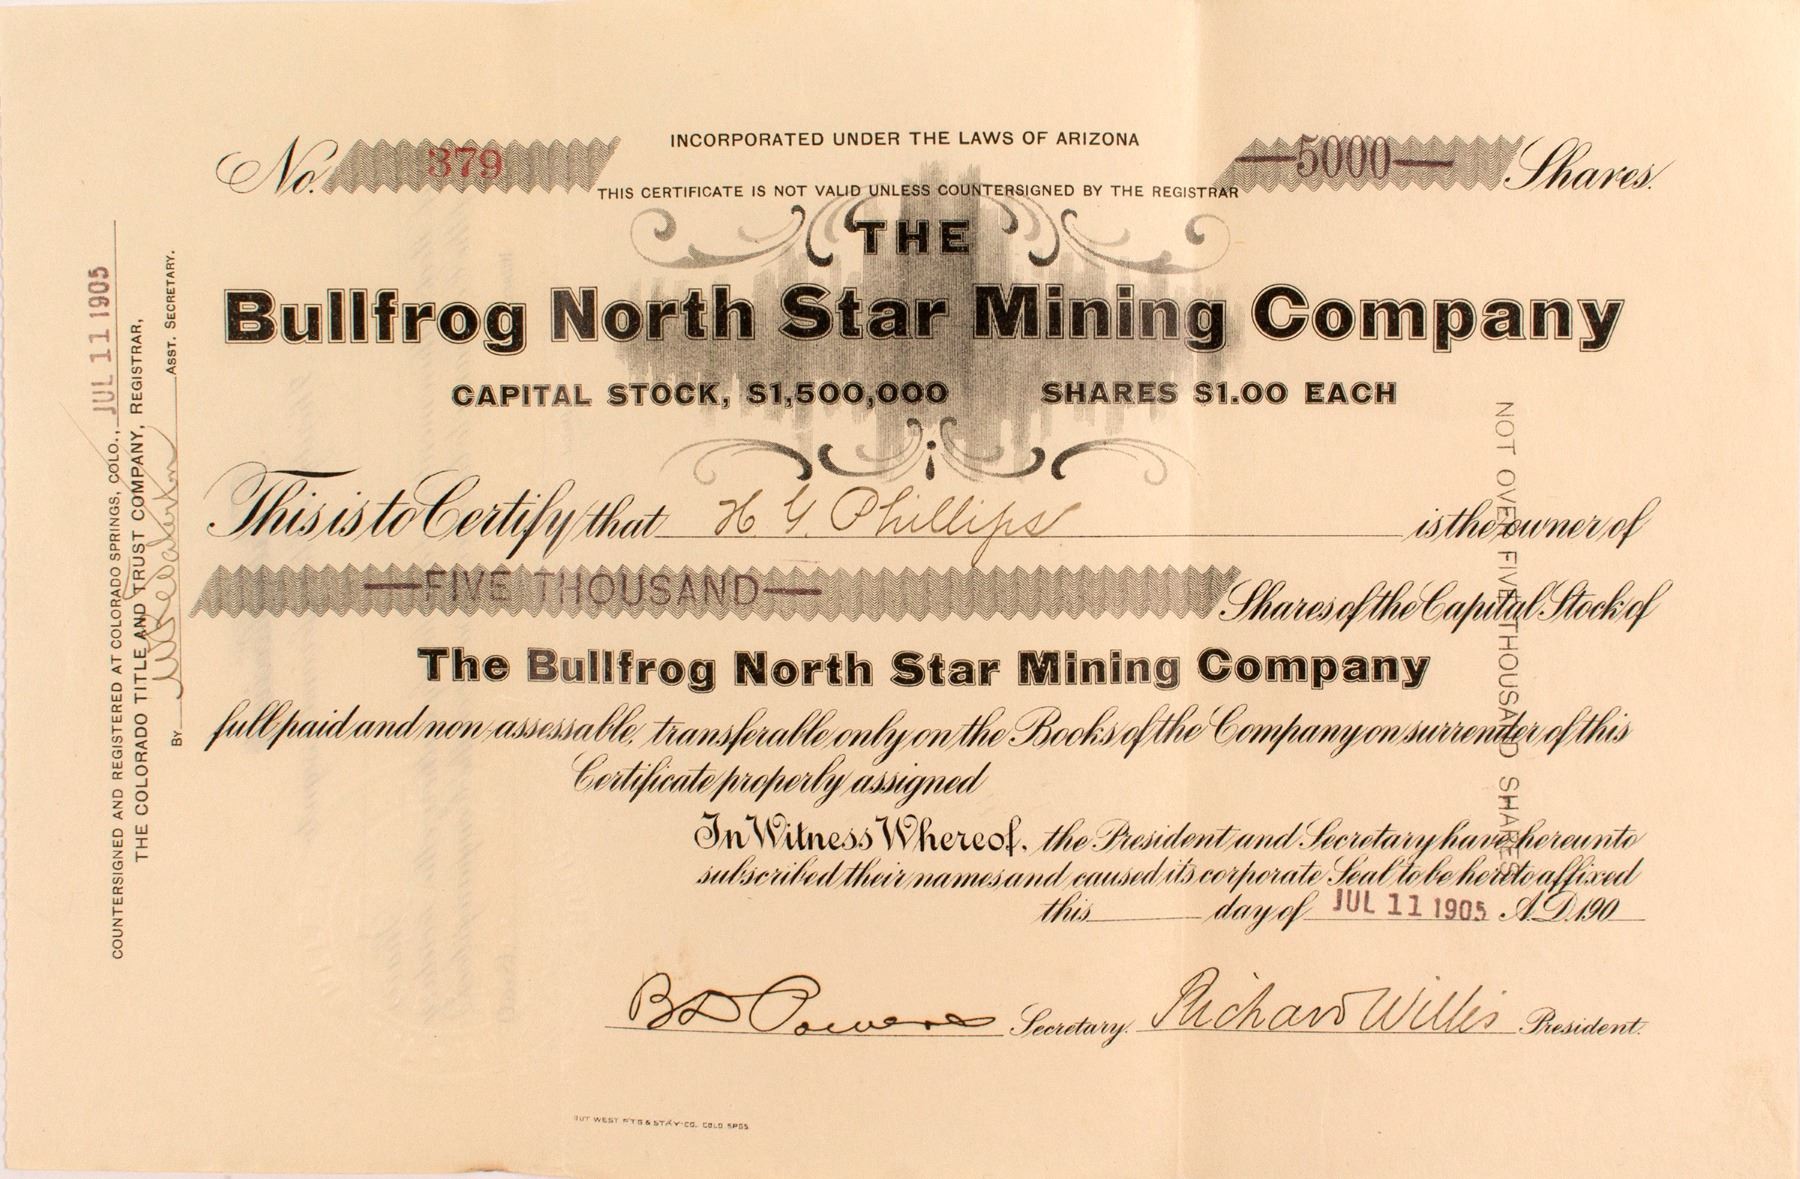 INCORPORATED UNDER THE LAWS OF ARIZONA
No. 379
—5000— Shares.
THIS CERTIFICATE IS NOT VALID UNLESS COUNTERSIGNED BY THE REGISTRAR
THE
Bullfrog North Star Mining Company
CAPITAL STOCK, $1,500,000 SHARES $1.00 EACH
This is to Certify that H G Phillips is the owner of
—FIVE THOUSAND— Shares of the Capital Stock of
The Bullfrog North Star Mining Company
full paid and non-assessable, transferable only on the Books of the Company on surrender of this
Certificate properly assigned
In Witness Whereof, the President and Secretary have hereunto
subscribed their names and caused its corporate Seal to be hereto affixed
this day of JUL 11 1905 A.D. 190
B D Powers Secretary. Richard Willis President.
OUT WEST P'T'G & STA'Y CO. COLO. SPGS.
COUNTERSIGNED AND REGISTERED AT COLORADO SPRINGS, COLO., JUL 11 1905
THE COLORADO TITLE AND TRUST COMPANY, REGISTRAR,
BY ASST. SECRETARY.
NOT OVER FIVE THOUSAND SHARES